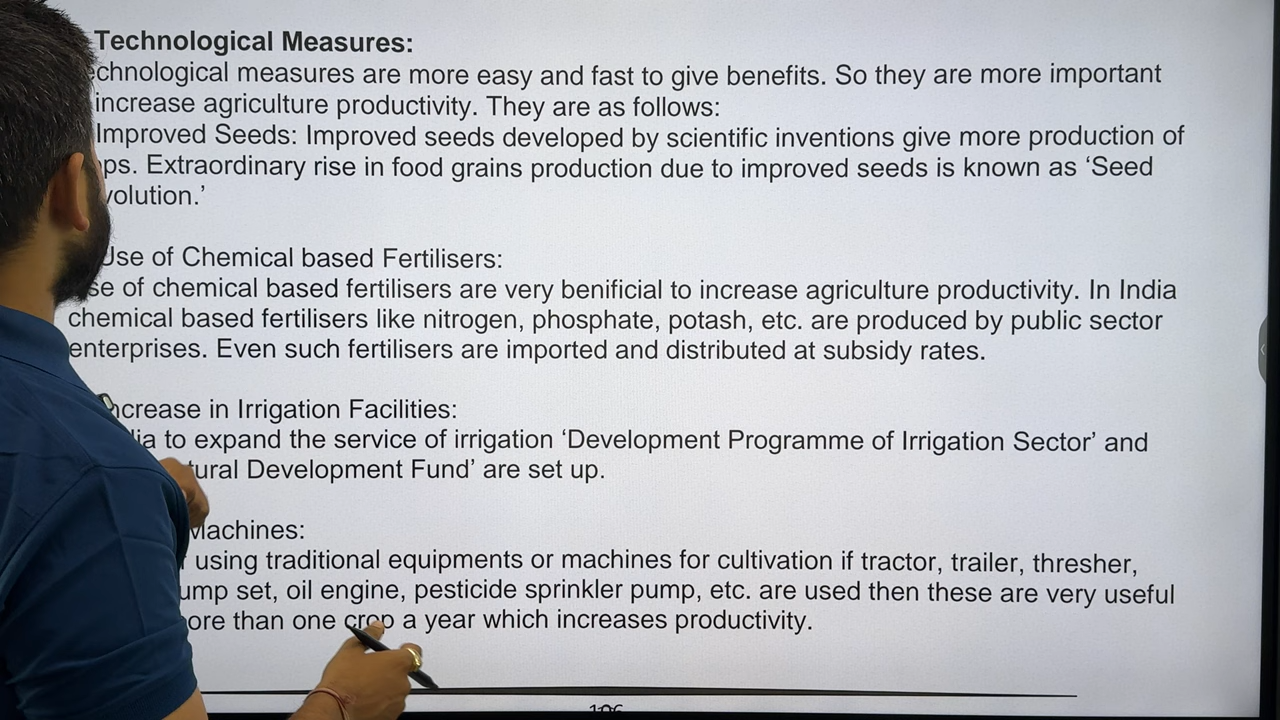 Technological Measures:
chnological measures are more easy and fast to give benefits. So they are more important
increase agriculture productivity. They are as follows:
Improved Seeds: Improved seeds developed by scientific inventions give more production of
ps. Extraordinary rise in food grains production due to improved seeds is known as ‘Seed
volution.’
Use of Chemical based Fertilisers:
se of chemical based fertilisers are very benificial to increase agriculture productivity. In India
chemical based fertilisers like nitrogen, phosphate, potash, etc. are produced by public sector
enterprises. Even such fertilisers are imported and distributed at subsidy rates.
ncrease in Irrigation Facilities:
ia to expand the service of irrigation ‘Development Programme of Irrigation Sector’ and
tural Development Fund’ are set up.
Machines:
using traditional equipments or machines for cultivation if tractor, trailer, thresher,
ump set, oil engine, pesticide sprinkler pump, etc. are used then these are very useful
ore than one crop a year which increases productivity.